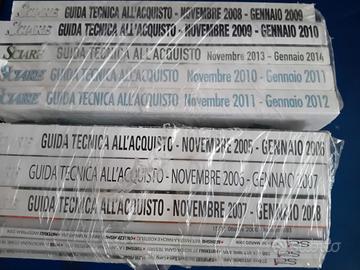 SCIARE GUIDA TECNICA ALL'ACQUISTO - NOVEMBRE 2008 - GENNAIO 2009
SCIARE GUIDA TECNICA ALL'ACQUISTO - NOVEMBRE 2009 - GENNAIO 2010
SCIARE GUIDA TECNICA ALL'ACQUISTO Novembre 2013 - Gennaio 2014
SCIARE GUIDA TECNICA ALL'ACQUISTO - Novembre 2010 - Gennaio 2011
SCIARE GUIDA TECNICA ALL'ACQUISTO - Novembre 2011 - Gennaio 2012
GUIDA TECNICA ALL'ACQUISTO - NOVEMBRE 2005 - GENNAIO 2006
GUIDA TECNICA ALL'ACQUISTO - NOVEMBRE 2006 - GENNAIO 2007
GUIDA TECNICA ALL'ACQUISTO - NOVEMBRE 2007 - GENNAIO 2008
subito